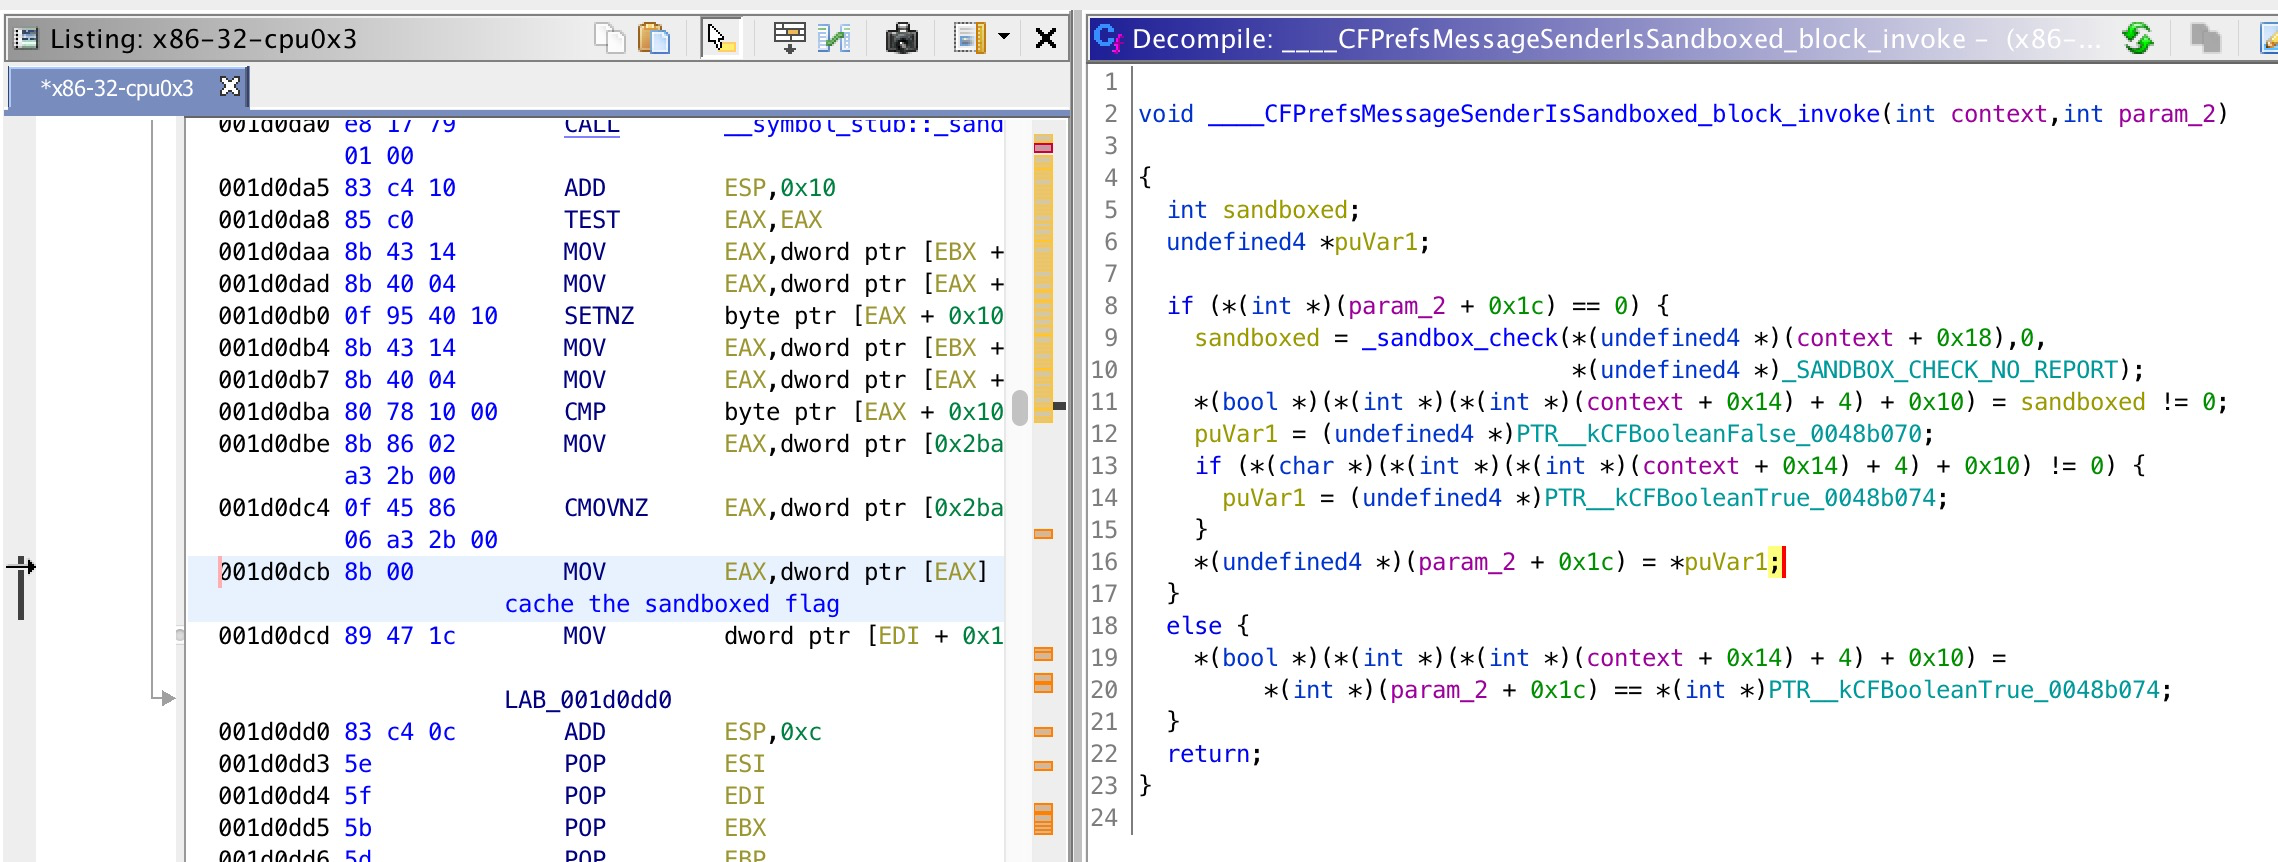 Listing: x86-32-cpu0x3
*x86-32-cpu0x3
001d0da0 e8 17 79 CALL __symbol_stub::_sand
01 00
001d0da5 83 c4 10 ADD ESP,0x10
001d0da8 85 c0 TEST EAX,EAX
001d0daa 8b 43 14 MOV EAX,dword ptr [EBX +
001d0dad 8b 40 04 MOV EAX,dword ptr [EAX +
001d0db0 0f 95 40 10 SETNZ byte ptr [EAX + 0x10
001d0db4 8b 43 14 MOV EAX,dword ptr [EBX +
001d0db7 8b 40 04 MOV EAX,dword ptr [EAX +
001d0dba 80 78 10 00 CMP byte ptr [EAX + 0x10
001d0dbe 8b 86 02 MOV EAX,dword ptr [0x2ba
a3 2b 00
001d0dc4 0f 45 86 CMOVNZ EAX,dword ptr [0x2ba
06 a3 2b 00
001d0dcb 8b 00 MOV EAX,dword ptr [EAX]
cache the sandboxed flag
001d0dcd 89 47 1c MOV dword ptr [EDI + 0x1
LAB_001d0dd0
001d0dd0 83 c4 0c ADD ESP,0xc
001d0dd3 5e POP ESI
001d0dd4 5f POP EDI
001d0dd5 5b POP EBX
001d0dd6 5d POP EBP
Decompile: ____CFPrefsMessageSenderIsSandboxed_block_invoke - (x86-...
1
2 void ____CFPrefsMessageSenderIsSandboxed_block_invoke(int context,int param_2)
3
4 {
5 int sandboxed;
6 undefined4 *puVar1;
7
8 if (*(int *)(param_2 + 0x1c) == 0) {
9 sandboxed = _sandbox_check(*(undefined4 *)(context + 0x18),0,
10 *(undefined4 *)_SANDBOX_CHECK_NO_REPORT);
11 *(bool *)(*(int *)(*(int *)(context + 0x14) + 4) + 0x10) = sandboxed != 0;
12 puVar1 = (undefined4 *)PTR__kCFBooleanFalse_0048b070;
13 if (*(char *)(*(int *)(*(int *)(context + 0x14) + 4) + 0x10) != 0) {
14 puVar1 = (undefined4 *)PTR__kCFBooleanTrue_0048b074;
15 }
16 *(undefined4 *)(param_2 + 0x1c) = *puVar1;
17 }
18 else {
19 *(bool *)(*(int *)(*(int *)(context + 0x14) + 4) + 0x10) =
20 *(int *)(param_2 + 0x1c) == *(int *)PTR__kCFBooleanTrue_0048b074;
21 }
22 return;
23 }
24